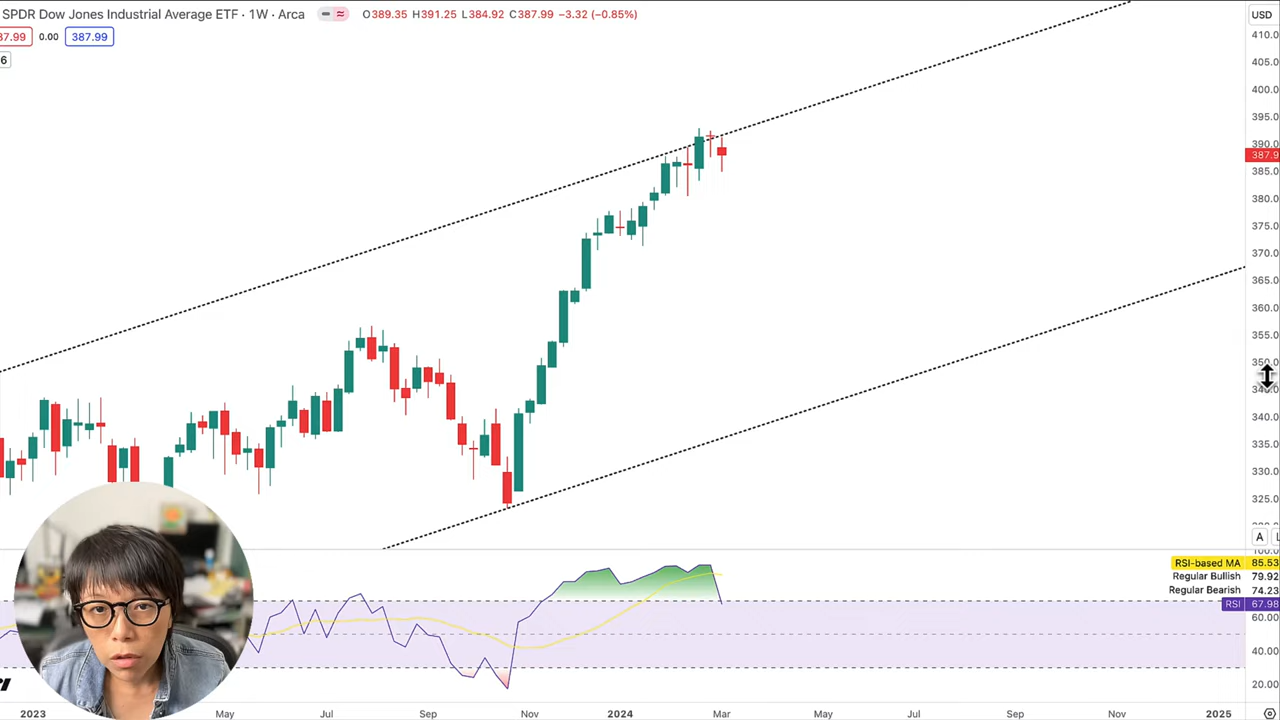 SPDR Dow Jones Industrial Average ETF · 1W · Arca O389.35 H391.25 L384.92 C387.99 −3.32 (−0.85%) USD
37.99 0.00 387.99
6
410.0
405.0
400.0
395.0
390.0
387.9
385.0
380.0
375.0
370.0
365.0
360.0
355.0
350.0
340.0
335.0
330.0
325.0
A
100.0
RSI-based MA 85.53
Regular Bullish 79.92
Regular Bearish 74.23
RSI 67.98
60.00
40.00
20.00
2023 May Jul Sep Nov 2024 Mar May Jul Sep Nov 2025